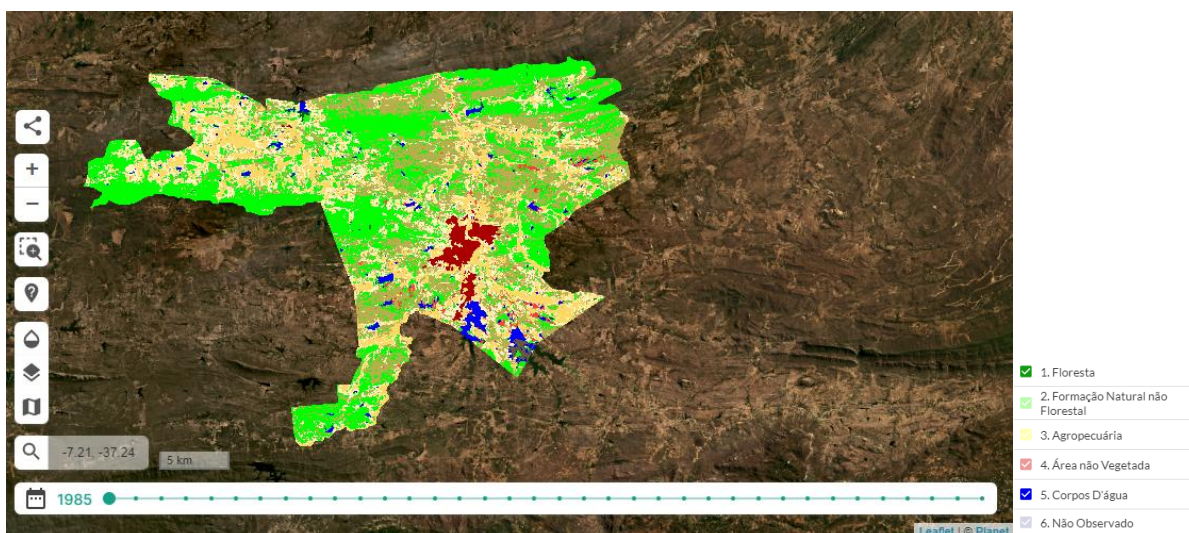 +
−
?
-7.21, -37.24
5 km
1985
Leaflet | © Planet
1. Floresta
2. Formação Natural não
Florestal
3. Agropecuária
4. Área não Vegetada
5. Corpos D'água
6. Não Observado